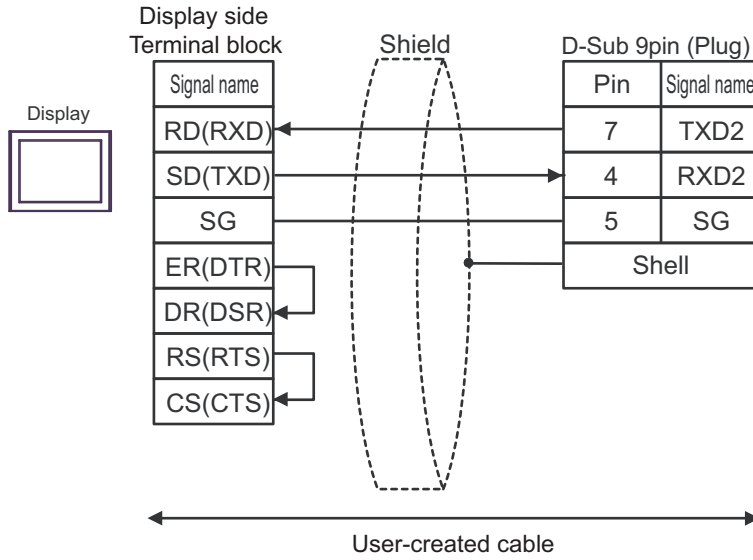 Display side
Terminal block
Shield
D-Sub 9pin (Plug)
Display
Signal name
Pin
Signal name
RD(RXD)
7
TXD2
SD(TXD)
4
RXD2
SG
5
SG
ER(DTR)
Shell
DR(DSR)
RS(RTS)
CS(CTS)
User-created cable